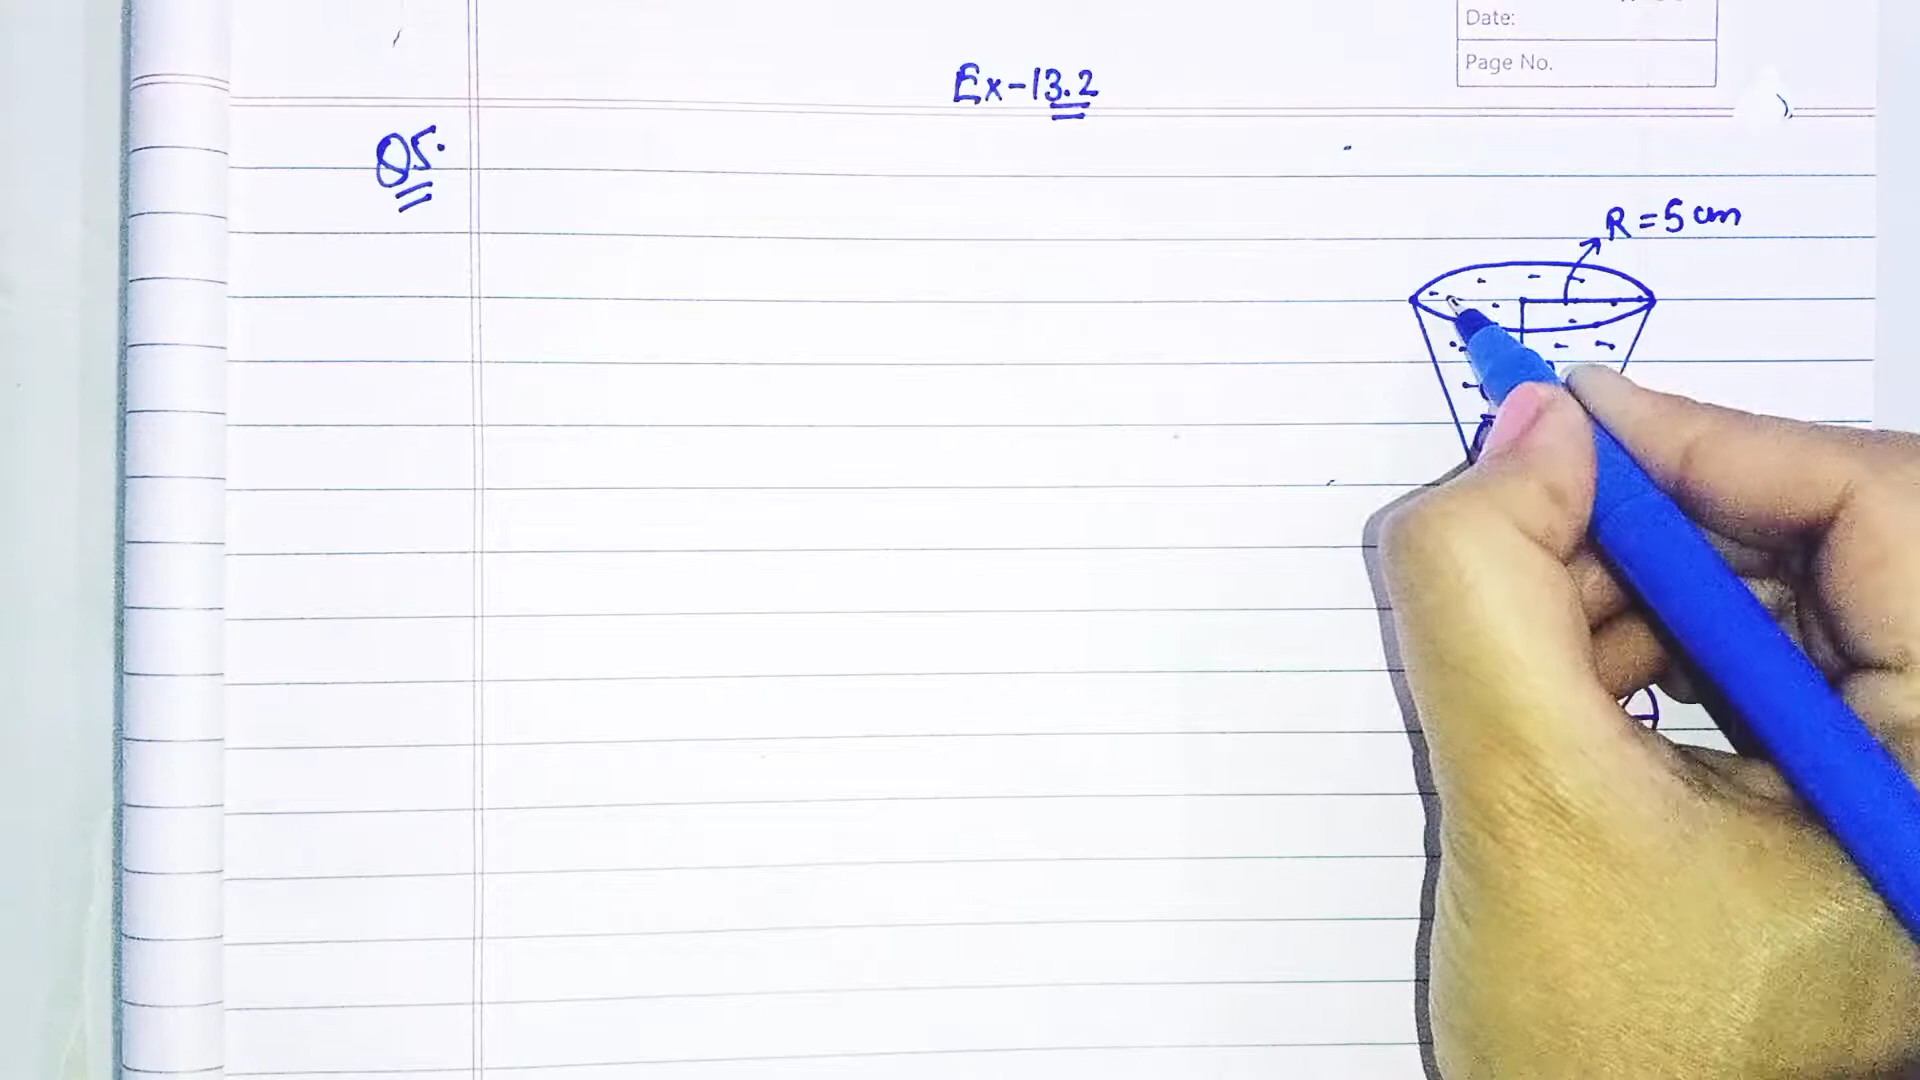 Date:
Page No.
Ex-13.2
Q5.
R = 5 cm